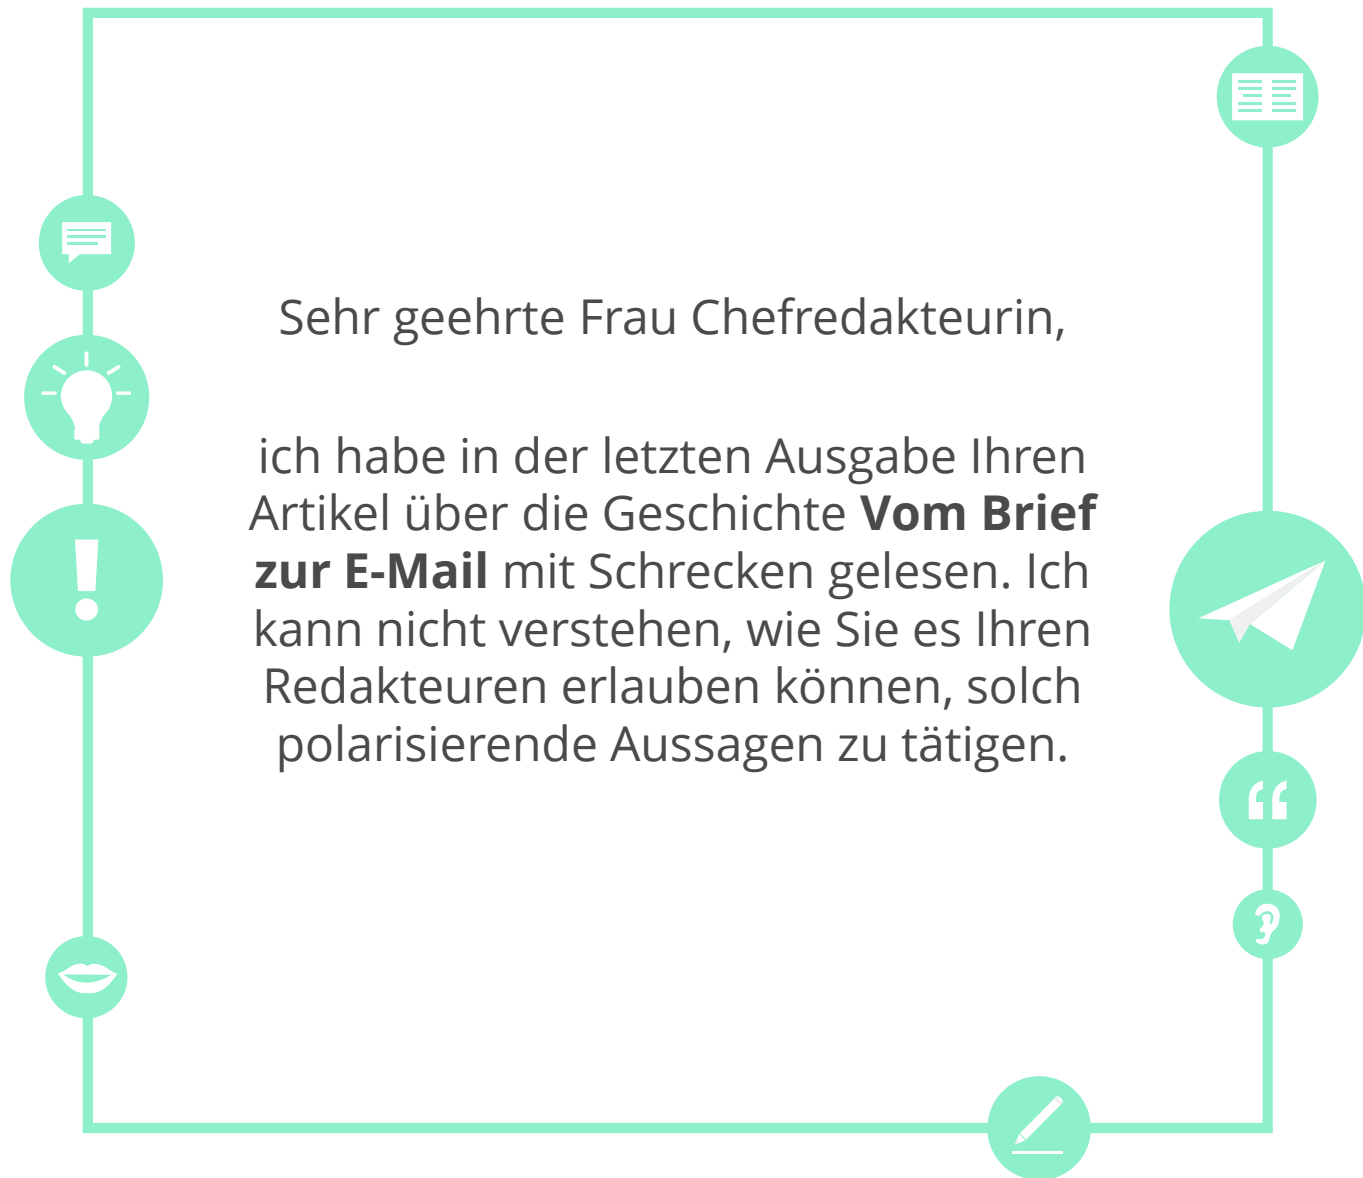 Sehr geehrte Frau Chefredakteurin,
ich habe in der letzten Ausgabe Ihren
Artikel über die Geschichte Vom Brief
zur E-Mail mit Schrecken gelesen. Ich
kann nicht verstehen, wie Sie es Ihren
Redakteuren erlauben können, solch
polarisierende Aussagen zu tätigen.